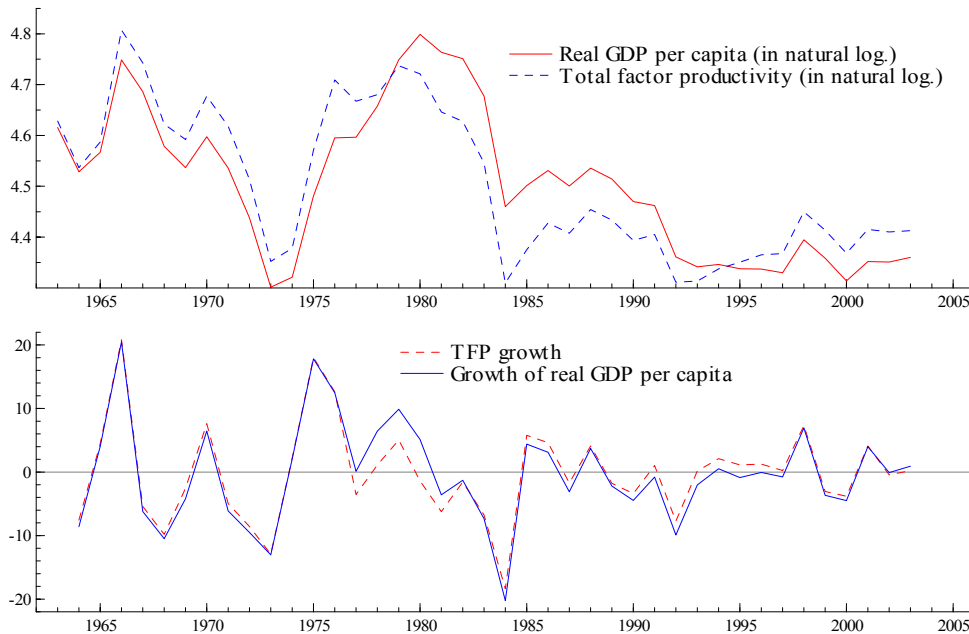 4.8
4.7
4.6
4.5
4.4
Real GDP per capita (in natural log.)
Total factor productivity (in natural log.)
1965 1970 1975 1980 1985 1990 1995 2000 2005
20
10
0
-10
-20
TFP growth
Growth of real GDP per capita
1965 1970 1975 1980 1985 1990 1995 2000 2005